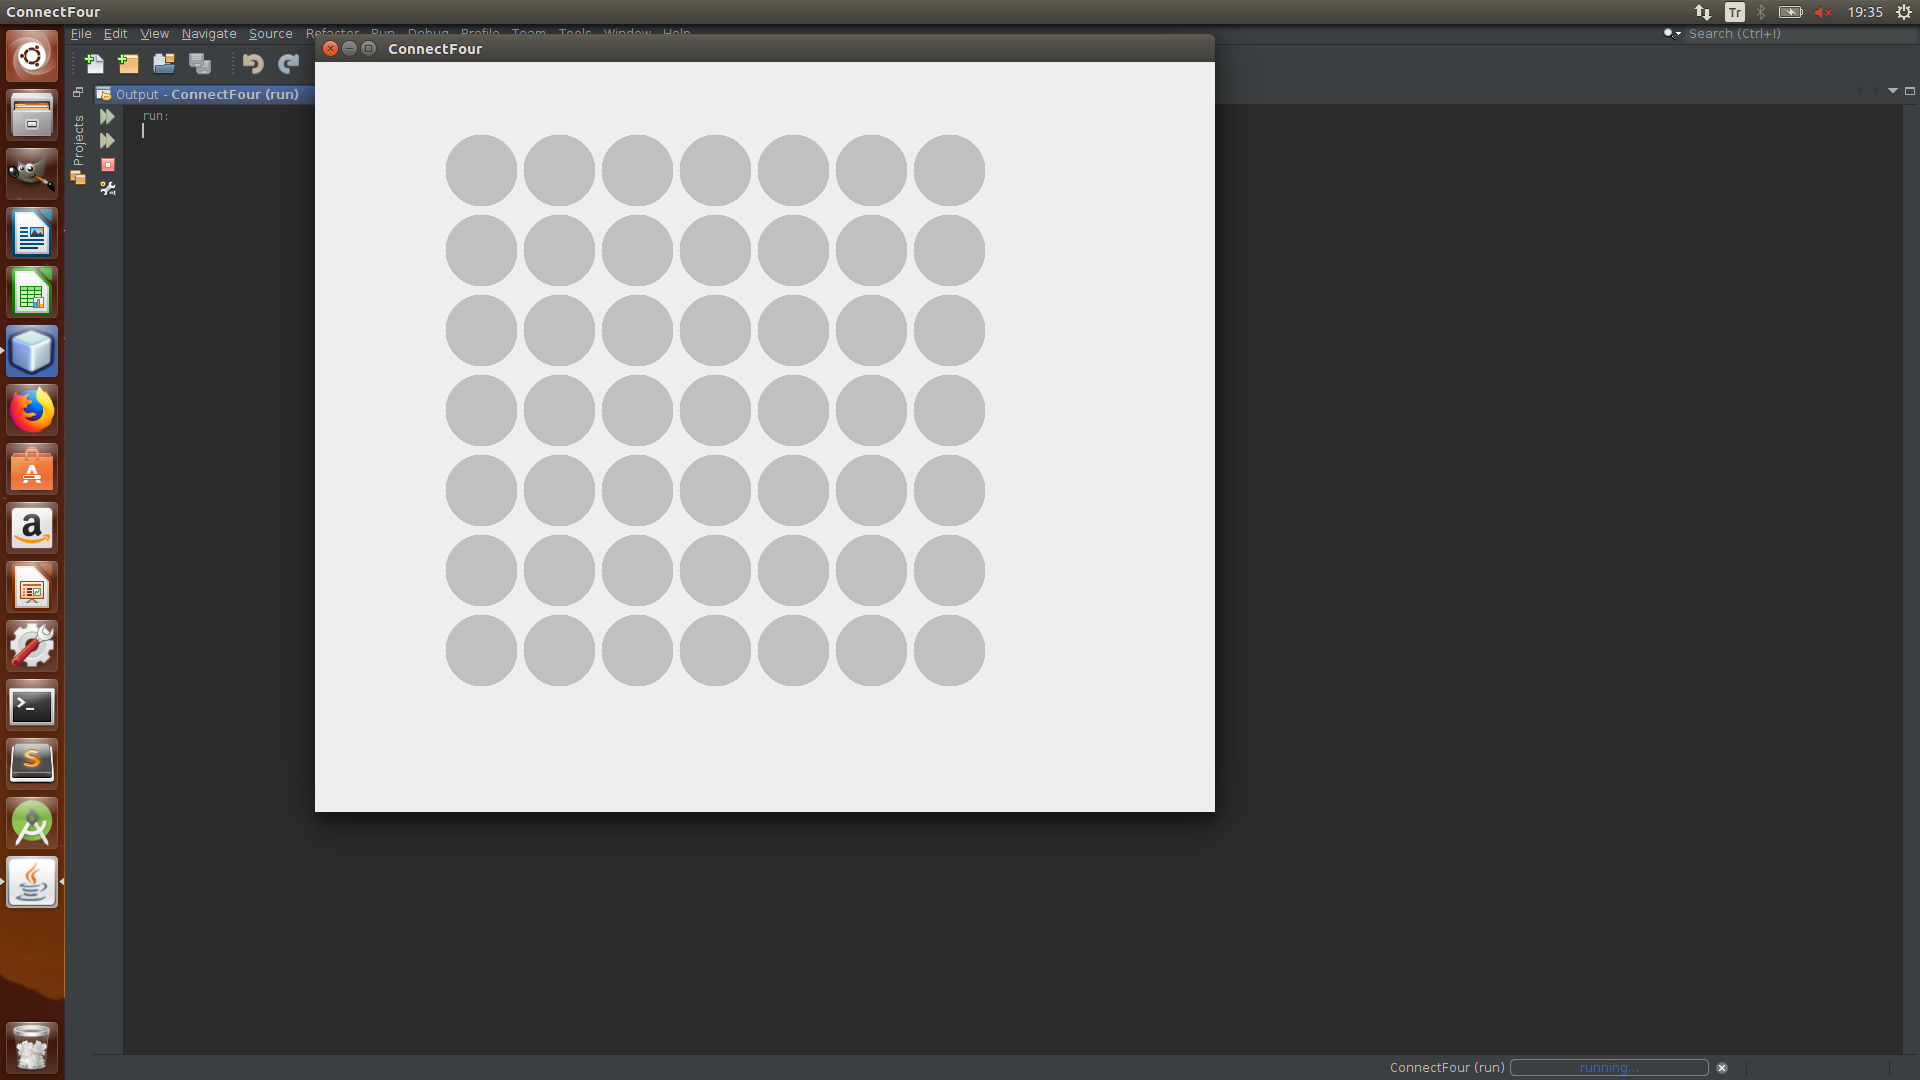 ConnectFour
Tr
19:35
File Edit View Navigate Source Refactor Run Debug Profile Team Tools Window Help
Search (Ctrl+I)
ConnectFour
Output - ConnectFour (run)
run:
Projects
ConnectFour (run)
running...